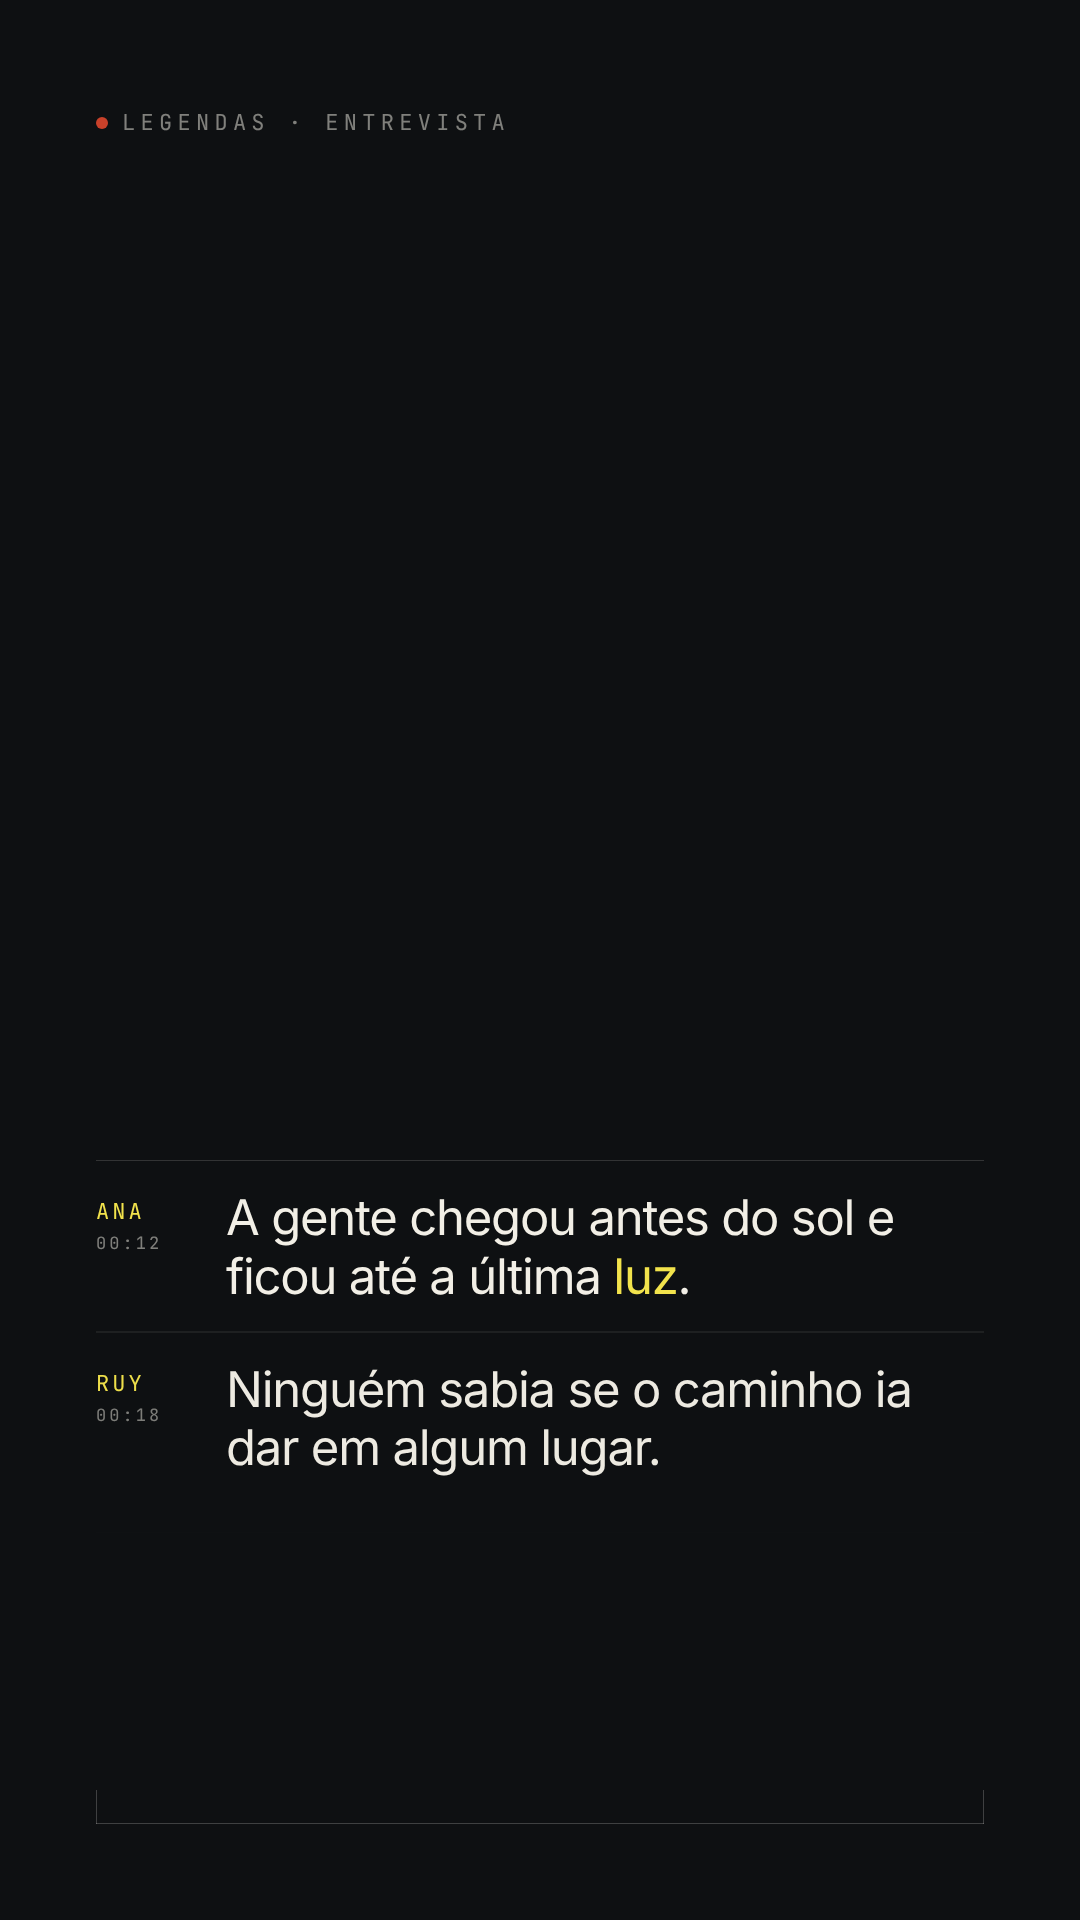 LEGENDAS · ENTREVISTA
ANA
00:12
A gente chegou antes do sol e
ficou até a última luz.
RUY
00:18
Ninguém sabia se o caminho ia
dar em algum lugar.